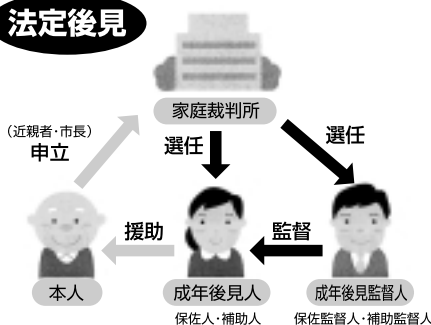 法定後見
家庭裁判所
（近親者・市長）
申立
選任
選任
援助
監督
本人
成年後見人
保佐人・補助人
成年後見監督人
保佐監督人・補助監督人